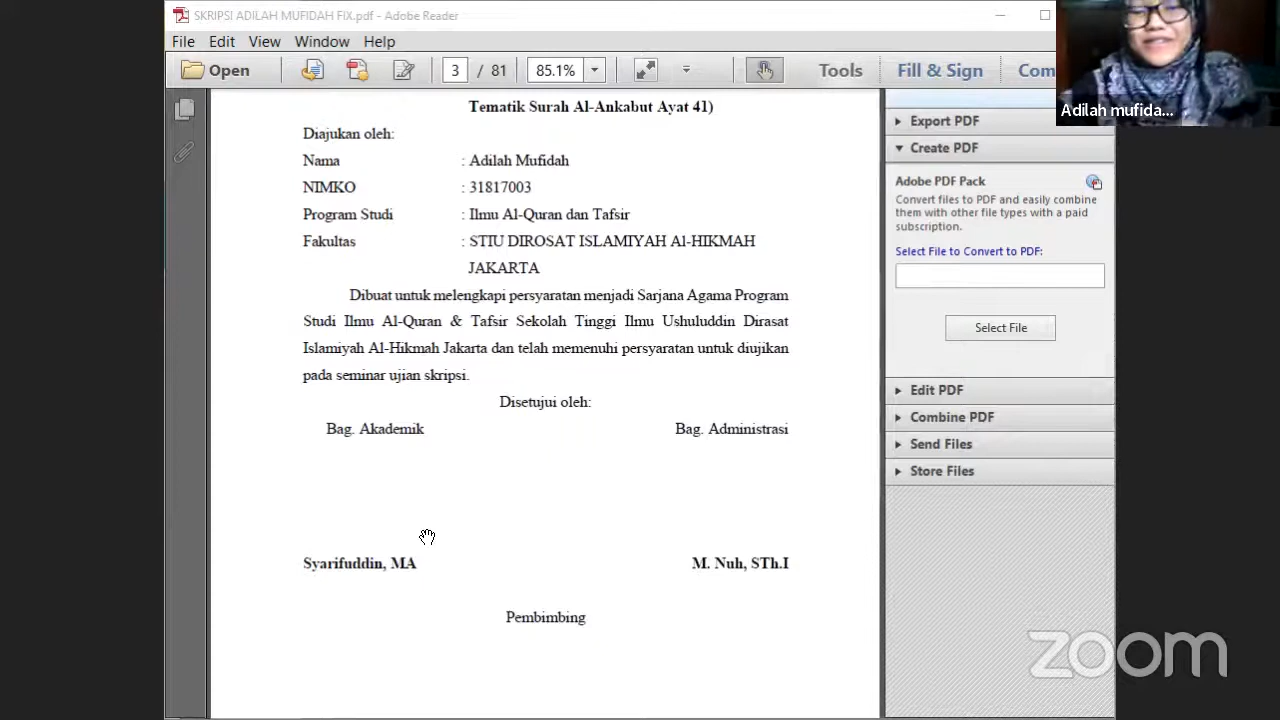 SKRIPSI ADILAH MUFIDAH FIX.pdf - Adobe Reader
File Edit View Window Help
Open 3 / 81 85.1% Tools Fill & Sign Com
Adilah mufida...
Tematik Surah Al-Ankabut Ayat 41)
Diajukan oleh:
Nama : Adilah Mufidah
NIMKO : 31817003
Program Studi : Ilmu Al-Quran dan Tafsir
Fakultas : STIU DIROSAT ISLAMIYAH Al-HIKMAH
JAKARTA
Dibuat untuk melengkapi persyaratan menjadi Sarjana Agama Program
Studi Ilmu Al-Quran & Tafsir Sekolah Tinggi Ilmu Ushuluddin Dirasat
Islamiyah Al-Hikmah Jakarta dan telah memenuhi persyaratan untuk diujikan
pada seminar ujian skripsi.
Disetujui oleh:
Bag. Akademik Bag. Administrasi
Syarifuddin, MA M. Nuh, STh.I
Pembimbing
Export PDF
Create PDF
Adobe PDF Pack
Convert files to PDF and easily combine
them with other file types with a paid
subscription.
Select File to Convert to PDF:
Select File
Edit PDF
Combine PDF
Send Files
Store Files
zoom